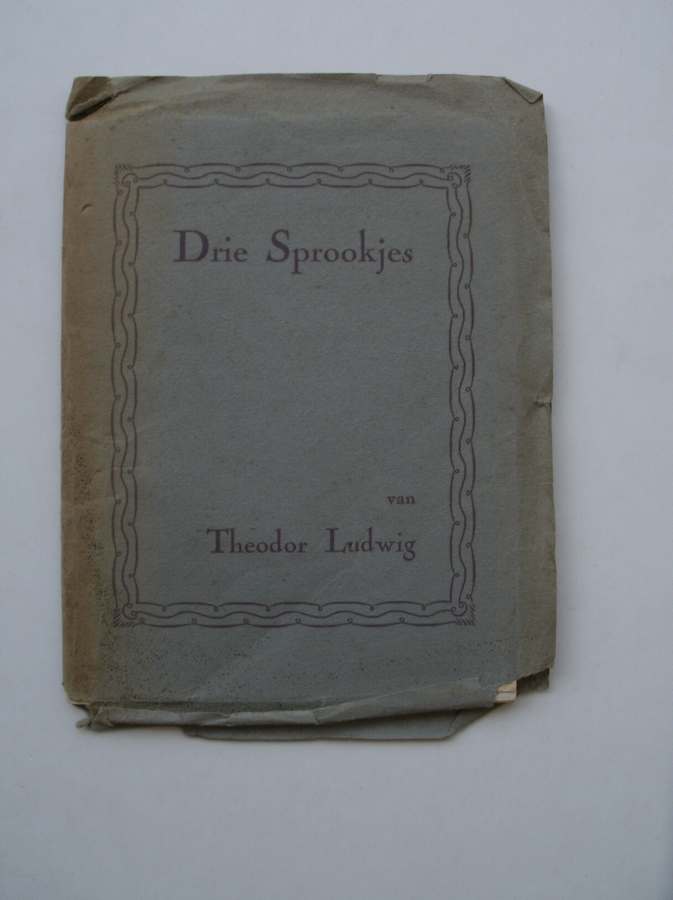 Drie Sprookjes
van
Theodor Ludwig